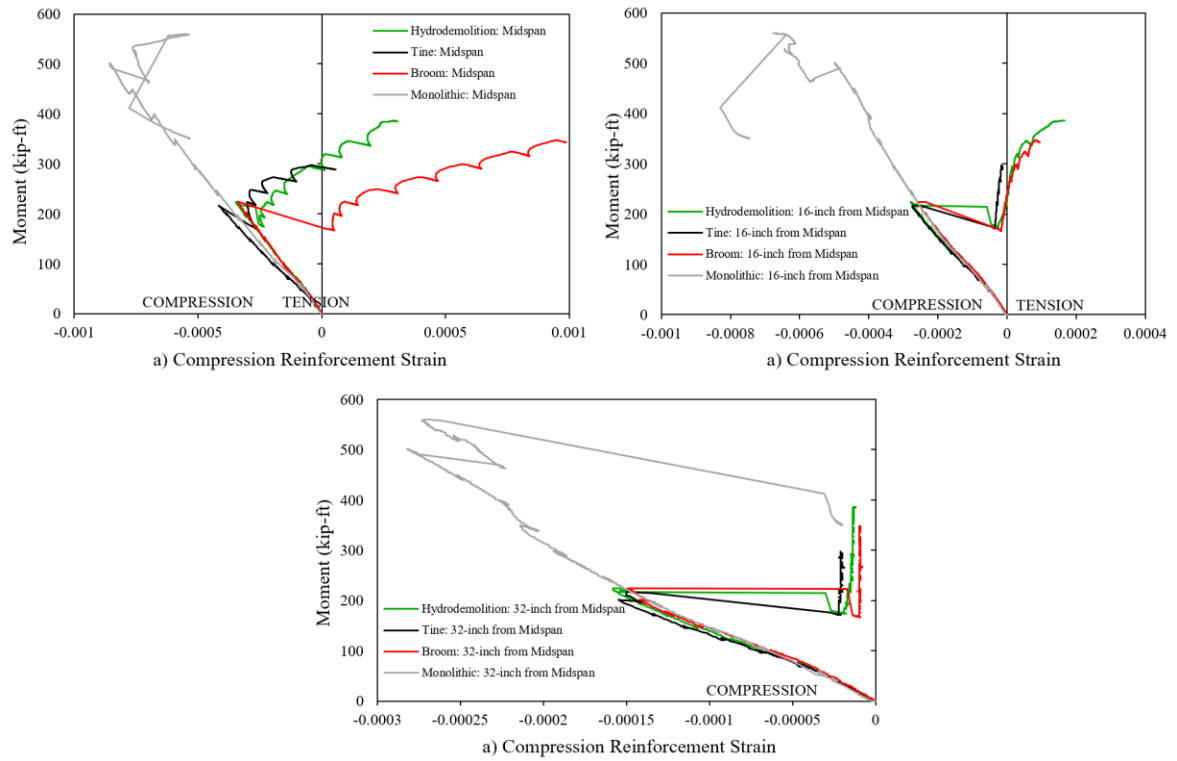 600
500
400
300
200
100
0
Moment (kip-ft)
Hydrodemolition: Midspan
Tine: Midspan
Broom: Midspan
Monolithic: Midspan
COMPRESSION TENSION
-0.001 -0.0005 0 0.0005 0.001
a) Compression Reinforcement Strain
600
500
400
300
200
100
0
Moment (kip-ft)
Hydrodemolition: 16-inch from Midspan
Tine: 16-inch from Midspan
Broom: 16-inch from Midspan
Monolithic: 16-inch from Midspan
COMPRESSION TENSION
-0.001 -0.0008 -0.0006 -0.0004 -0.0002 0 0.0002 0.0004
a) Compression Reinforcement Strain
600
500
400
300
200
100
0
Moment (kip-ft)
Hydrodemolition: 32-inch from Midspan
Tine: 32-inch from Midspan
Broom: 32-inch from Midspan
Monolithic: 32-inch from Midspan
COMPRESSION
-0.0003 -0.00025 -0.0002 -0.00015 -0.0001 -0.00005 0
a) Compression Reinforcement Strain